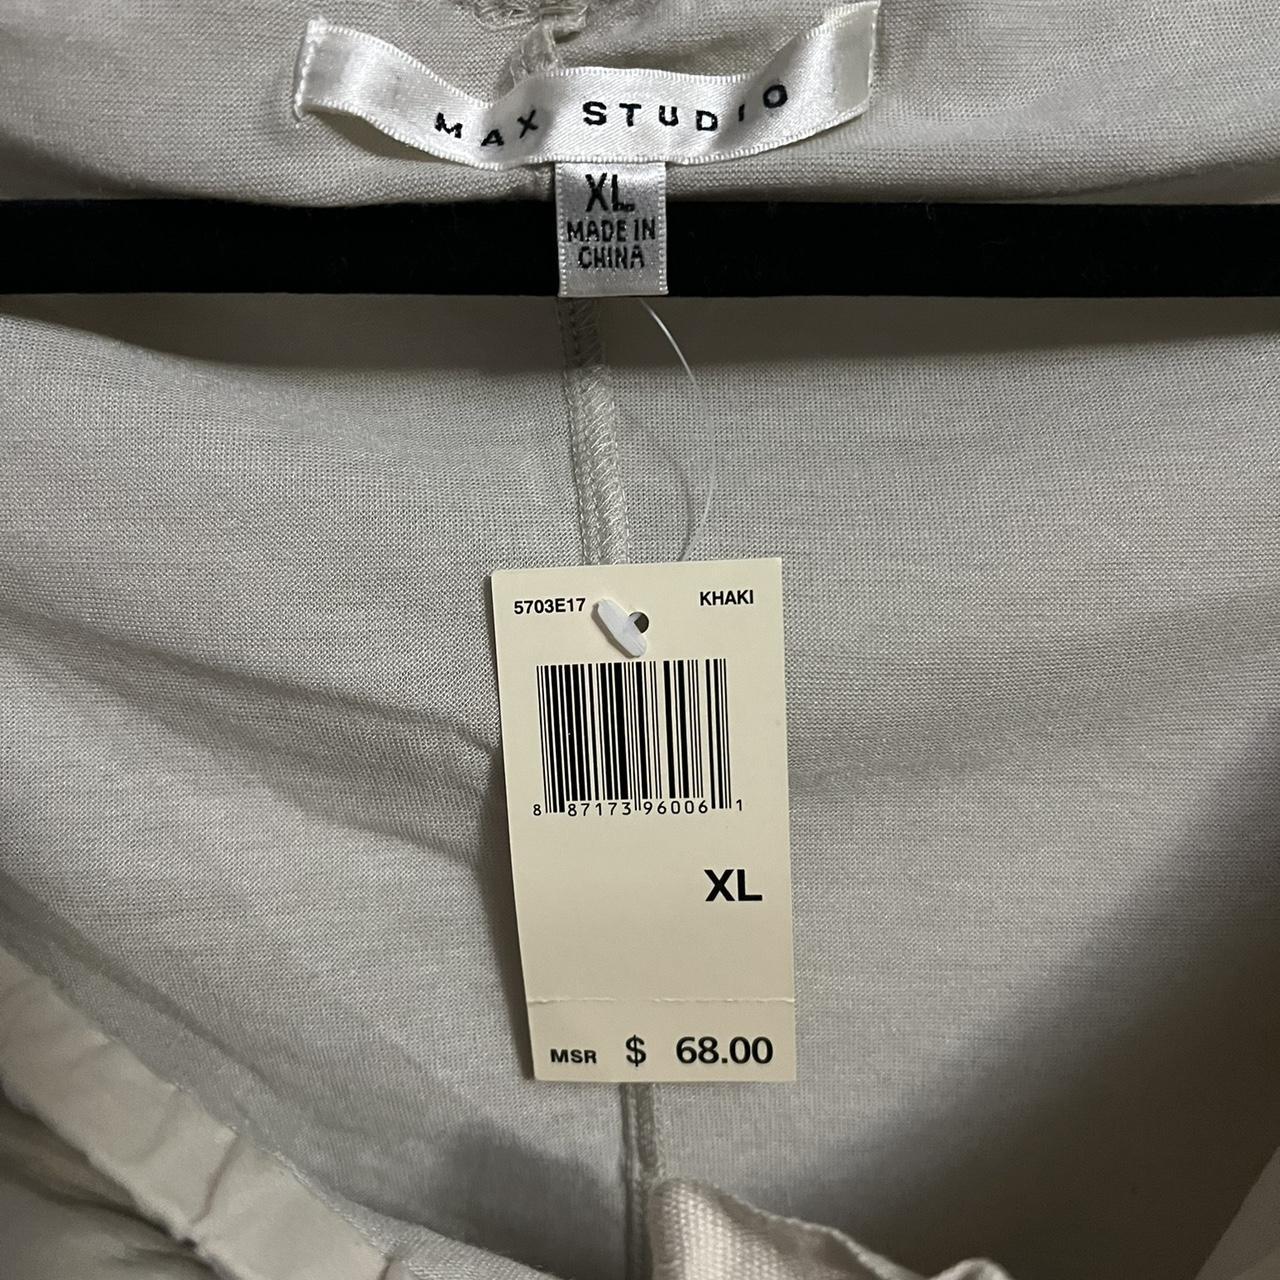 MAX STUDIO
XL
MADE IN
CHINA
5703E17 KHAKI
8 87173 96006 1
XL
MSR $ 68.00